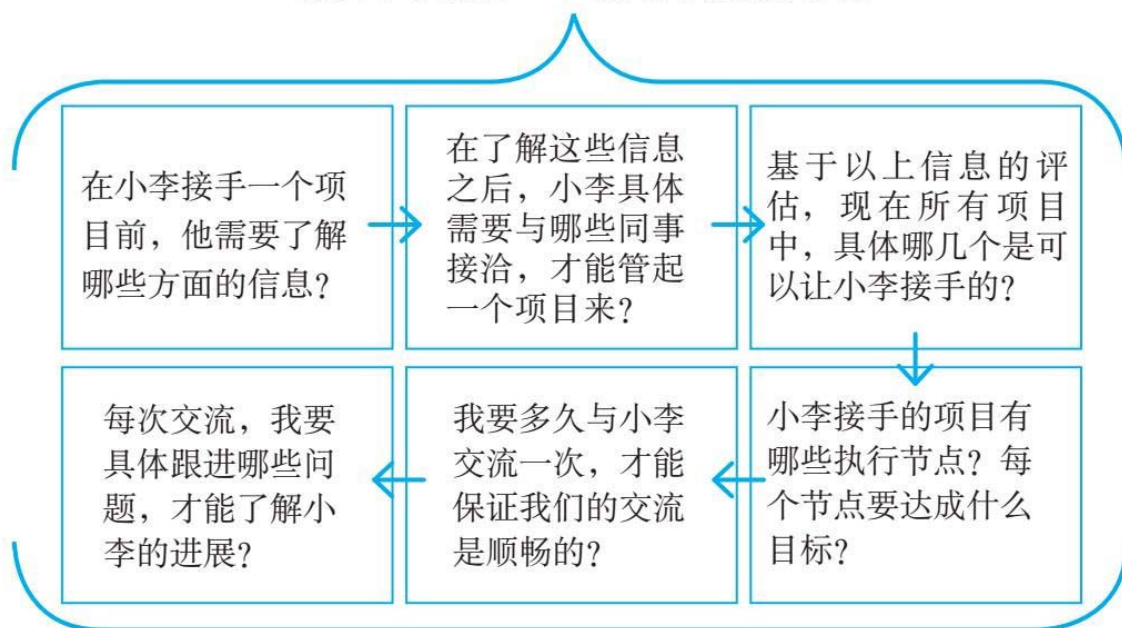 在小李接手一个项
目前，他需要了解
哪些方面的信息？
在了解这些信息
之后，小李具体
需要与哪些同事
接洽，才能管起
一个项目来？
基于以上信息的评
估，现在所有项目
中，具体哪几个是可
以让小李接手的？
小李接手的项目有
哪些执行节点？每
个节点要达成什么
目标？
我要多久与小李
交流一次，才能
保证我们的交流
是顺畅的？
每次交流，我要
具体跟进哪些问
题，才能了解小
李的进展？